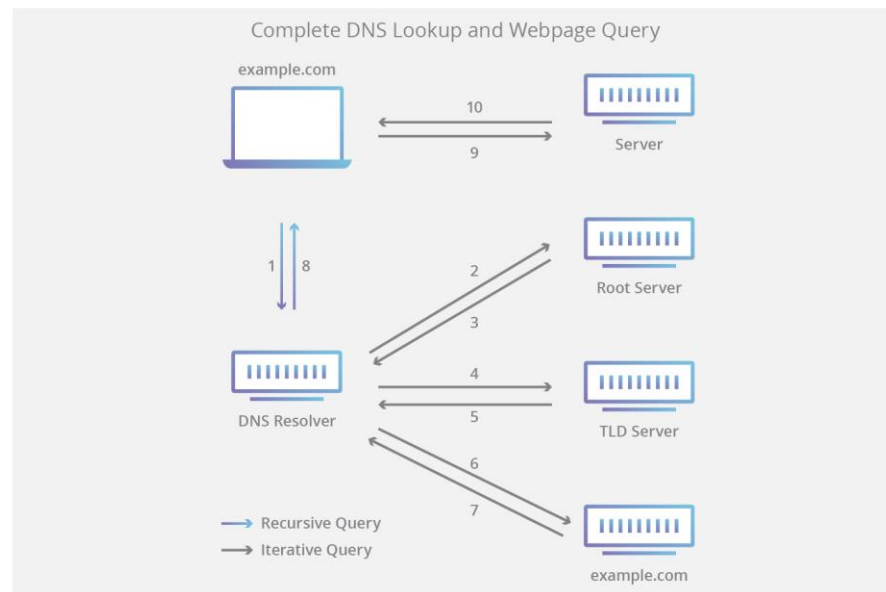 Complete DNS Lookup and Webpage Query
example.com
10
9
Server
1
8
2
3
Root Server
DNS Resolver
4
5
TLD Server
6
7
example.com
Recursive Query
Iterative Query